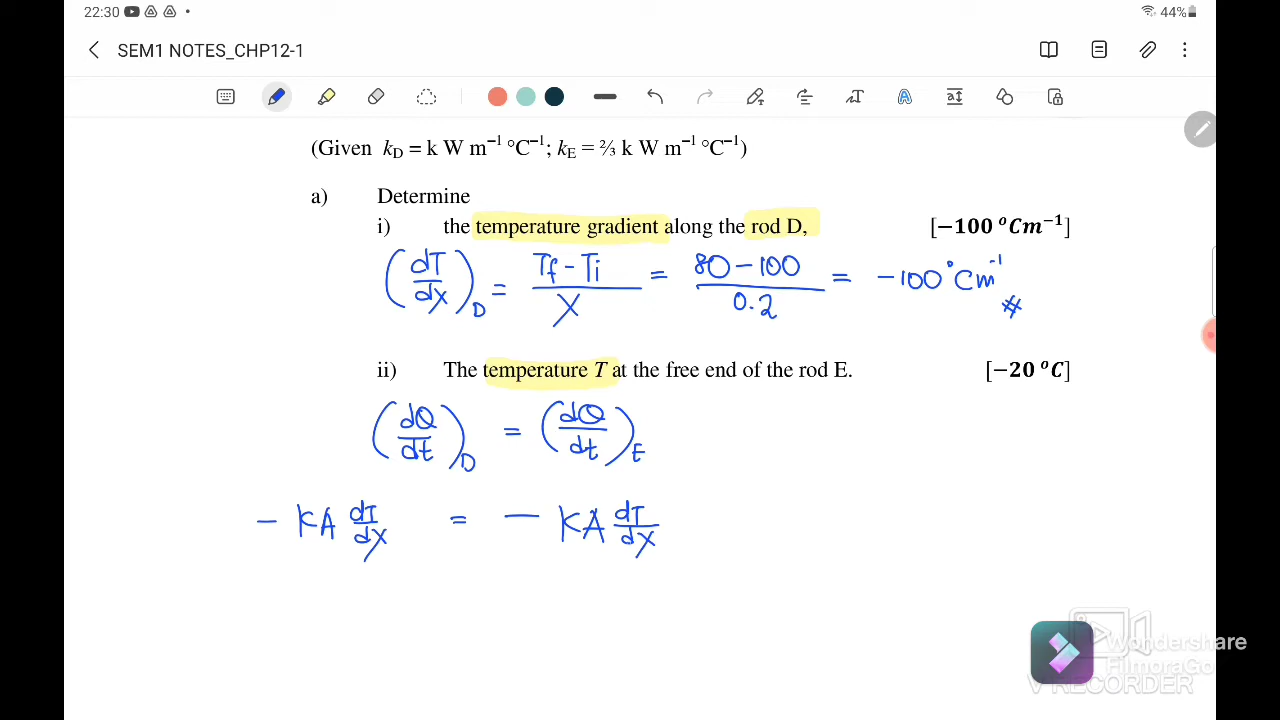 22:30 44%
SEM1 NOTES_CHP12-1
(Given k_D = k W m⁻¹ °C⁻¹; k_E = ⅔ k W m⁻¹ °C⁻¹)
a) Determine
i) the temperature gradient along the rod D, [−100 °Cm⁻¹]
(dT/dx)_D = (Tf − Ti)/x = (80 − 100)/0.2 = −100 °Cm⁻¹ #
ii) The temperature T at the free end of the rod E. [−20 °C]
(dQ/dt)_D = (dQ/dt)_E
− KA dT/dx = − KA dT/dx
Wondershare
FilmoraGo
V RECORDER